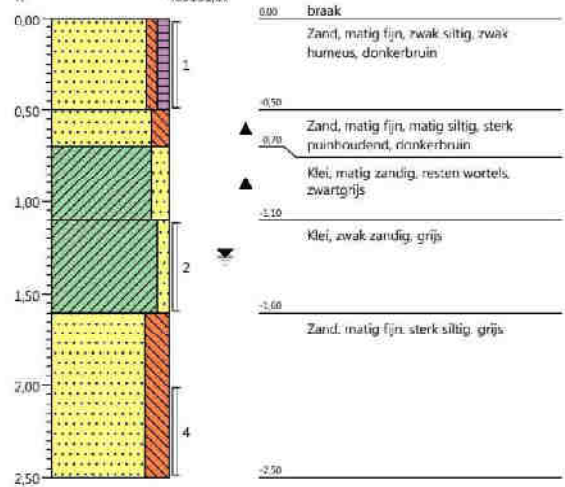 0,00
braak
Zand, matig fijn, zwak siltig, zwak
humeus, donkerbruin
1
0,50
-0,50
Zand, matig fijn, matig siltig, sterk
puinhoudend, donkerbruin
-0,70
Klei, matig zandig, resten wortels,
zwartgrijs
1,00
-1,10
Klei, zwak zandig, grijs
2
1,50
-1,60
Zand, matig fijn, sterk siltig, grijs
2,00
4
2,50
-2,50